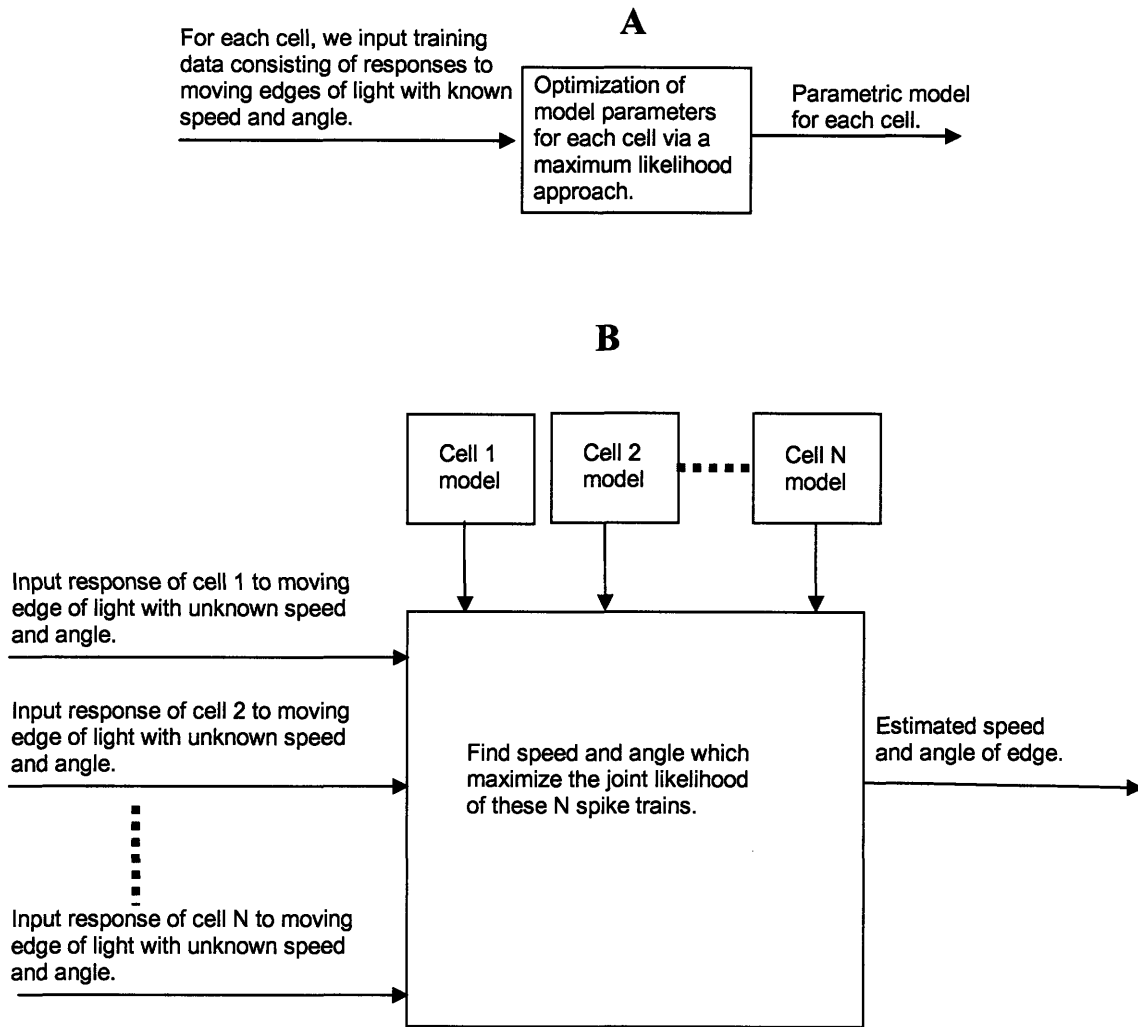 A
For each cell, we input training
data consisting of responses to
moving edges of light with known
speed and angle.
Optimization of
model parameters
for each cell via a
maximum likelihood
approach.
Parametric model
for each cell.
B
Cell 1
model
Cell 2
model
Cell N
model
Input response of cell 1 to moving
edge of light with unknown speed
and angle.
Input response of cell 2 to moving
edge of light with unknown speed
and angle.
Input response of cell N to moving
edge of light with unknown speed
and angle.
Find speed and angle which
maximize the joint likelihood
of these N spike trains.
Estimated speed
and angle of edge.